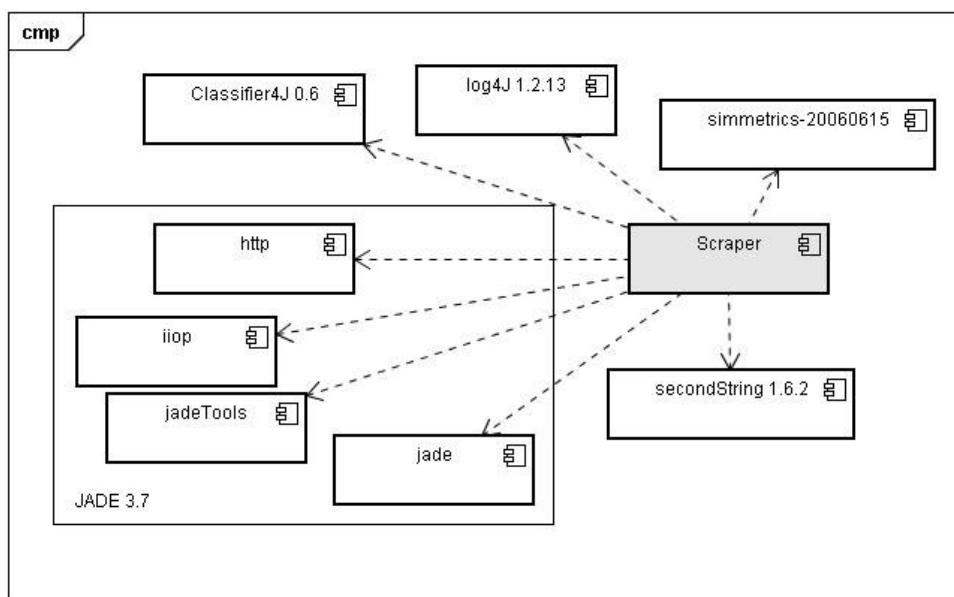 cmp
Classifier4J 0.6
log4J 1.2.13
simmetrics-20060615
http
Scraper
iiop
jadeTools
secondString 1.6.2
jade
JADE 3.7